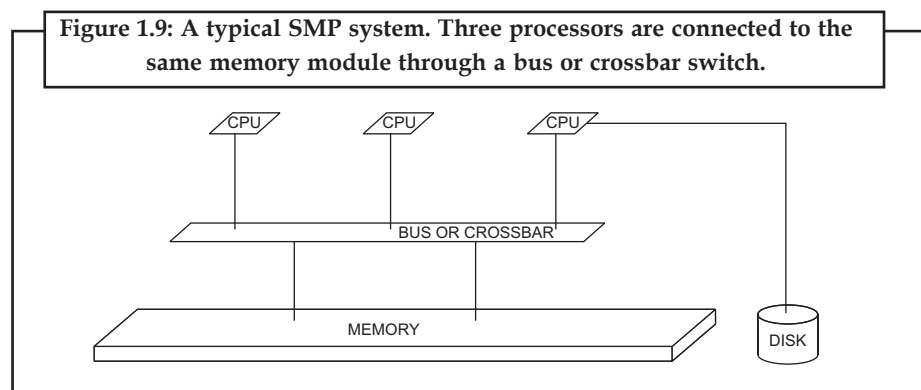 Figure 1.9: A typical SMP system. Three processors are connected to the
same memory module through a bus or crossbar switch.
CPU CPU CPU
BUS OR CROSSBAR
MEMORY
DISK